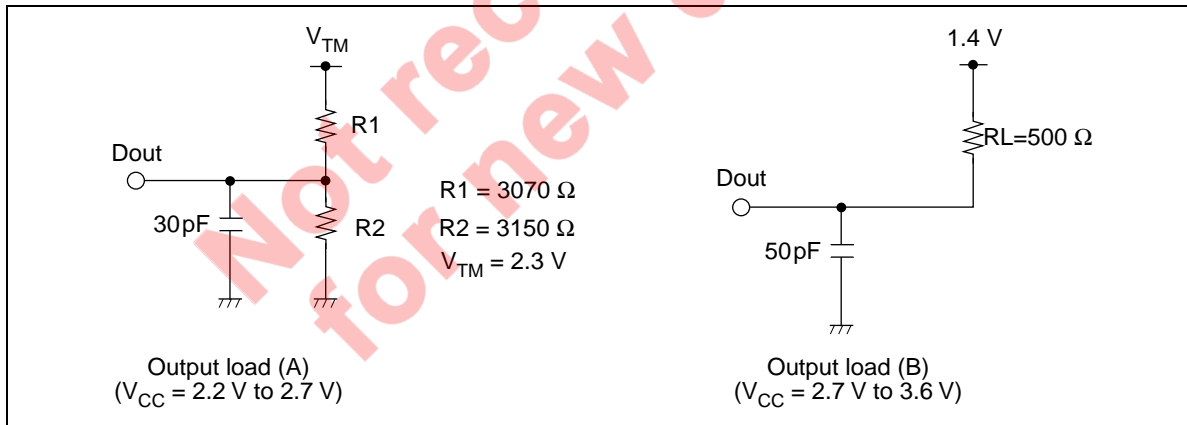 V_TM
R1
Dout
30pF
R2
R1 = 3070 Ω
R2 = 3150 Ω
V_TM = 2.3 V
Output load (A)
(V_CC = 2.2 V to 2.7 V)
1.4 V
RL=500 Ω
Dout
50pF
Output load (B)
(V_CC = 2.7 V to 3.6 V)
Not rec
for new